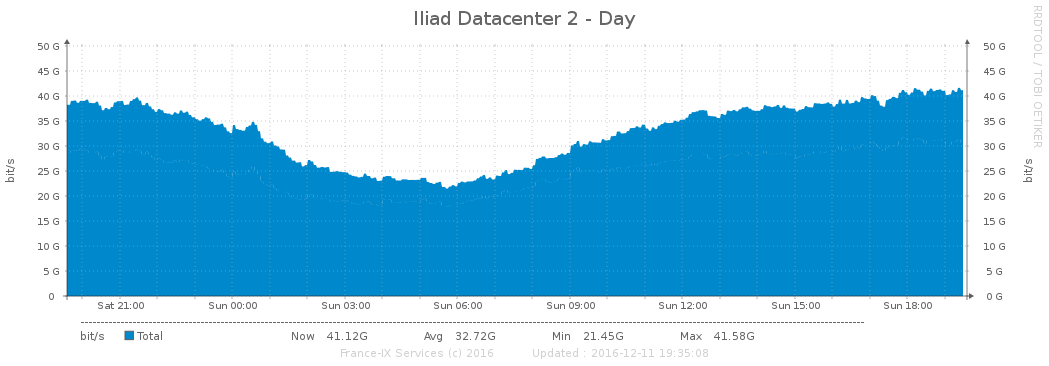 Iliad Datacenter 2 - Day
RRDTOOL / TOBI OETIKER
50 G 50 G
45 G 45 G
40 G 40 G
35 G 35 G
30 G 30 G
25 G 25 G
20 G 20 G
15 G 15 G
10 G 10 G
5 G 5 G
0 0 G
bit/s
bit/s
Sat 21:00 Sun 00:00 Sun 03:00 Sun 06:00 Sun 09:00 Sun 12:00 Sun 15:00 Sun 18:00
bit/s Total Now 41.12G Avg 32.72G Min 21.45G Max 41.58G
France-IX Services (c) 2016 Updated : 2016-12-11 19:35:08